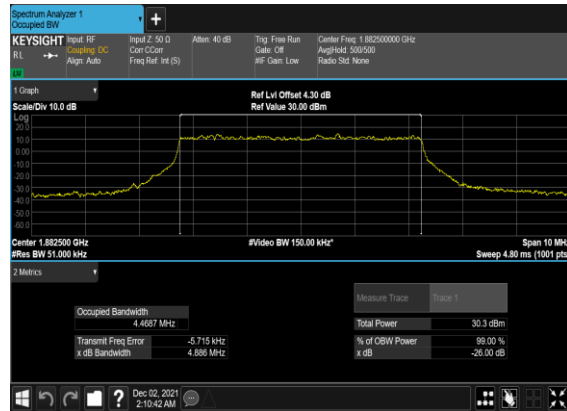 Spectrum Analyzer 1
Occupied BW
+
KEYSIGHT Input: RF Input Z: 50 Ω Atten: 40 dB Trig: Free Run Center Freq: 1.882500000 GHz
R L Coupling: DC Corr CCorr Gate: Off Avg|Hold: 500/500
Align: Auto Freq Ref: Int (S) #IF Gain: Low Radio Std: None
1 Graph
Scale/Div 10.0 dB Ref Lvl Offset 4.30 dB
Ref Value 30.00 dBm
Log
20.0
10.0
0.00
-10.0
-20.0
-30.0
-40.0
-50.0
-60.0
Center 1.882500 GHz #Video BW 150.00 kHz* Span 10 MHz
#Res BW 51.000 kHz Sweep 4.80 ms (1001 pts)
2 Metrics
Measure Trace Trace 1
Occupied Bandwidth
4.4687 MHz Total Power 30.3 dBm
Transmit Freq Error -5.715 kHz % of OBW Power 99.00 %
x dB Bandwidth 4.886 MHz x dB -26.00 dB
? Dec 02, 2021
2:10:42 AM